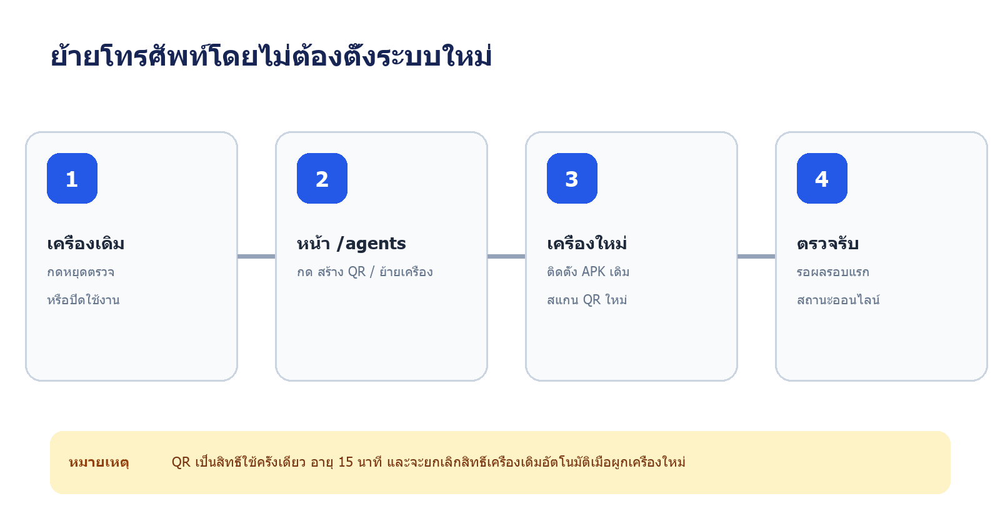 ย้ายโทรศัพท์โดยไม่ต้องตั้งระบบใหม่
1
เครื่องเดิม
กดหยุดตรวจ
หรือปิดใช้งาน
2
หน้า /agents
กด สร้าง QR / ย้ายเครื่อง
3
เครื่องใหม่
ติดตั้ง APK เดิม
สแกน QR ใหม่
4
ตรวจรับ
รอผลรอบแรก
สถานะออนไลน์
หมายเหตุ QR เป็นสิทธิ์ใช้ครั้งเดียว อายุ 15 นาที และจะยกเลิกสิทธิ์เครื่องเดิมอัตโนมัติเมื่อผูกเครื่องใหม่